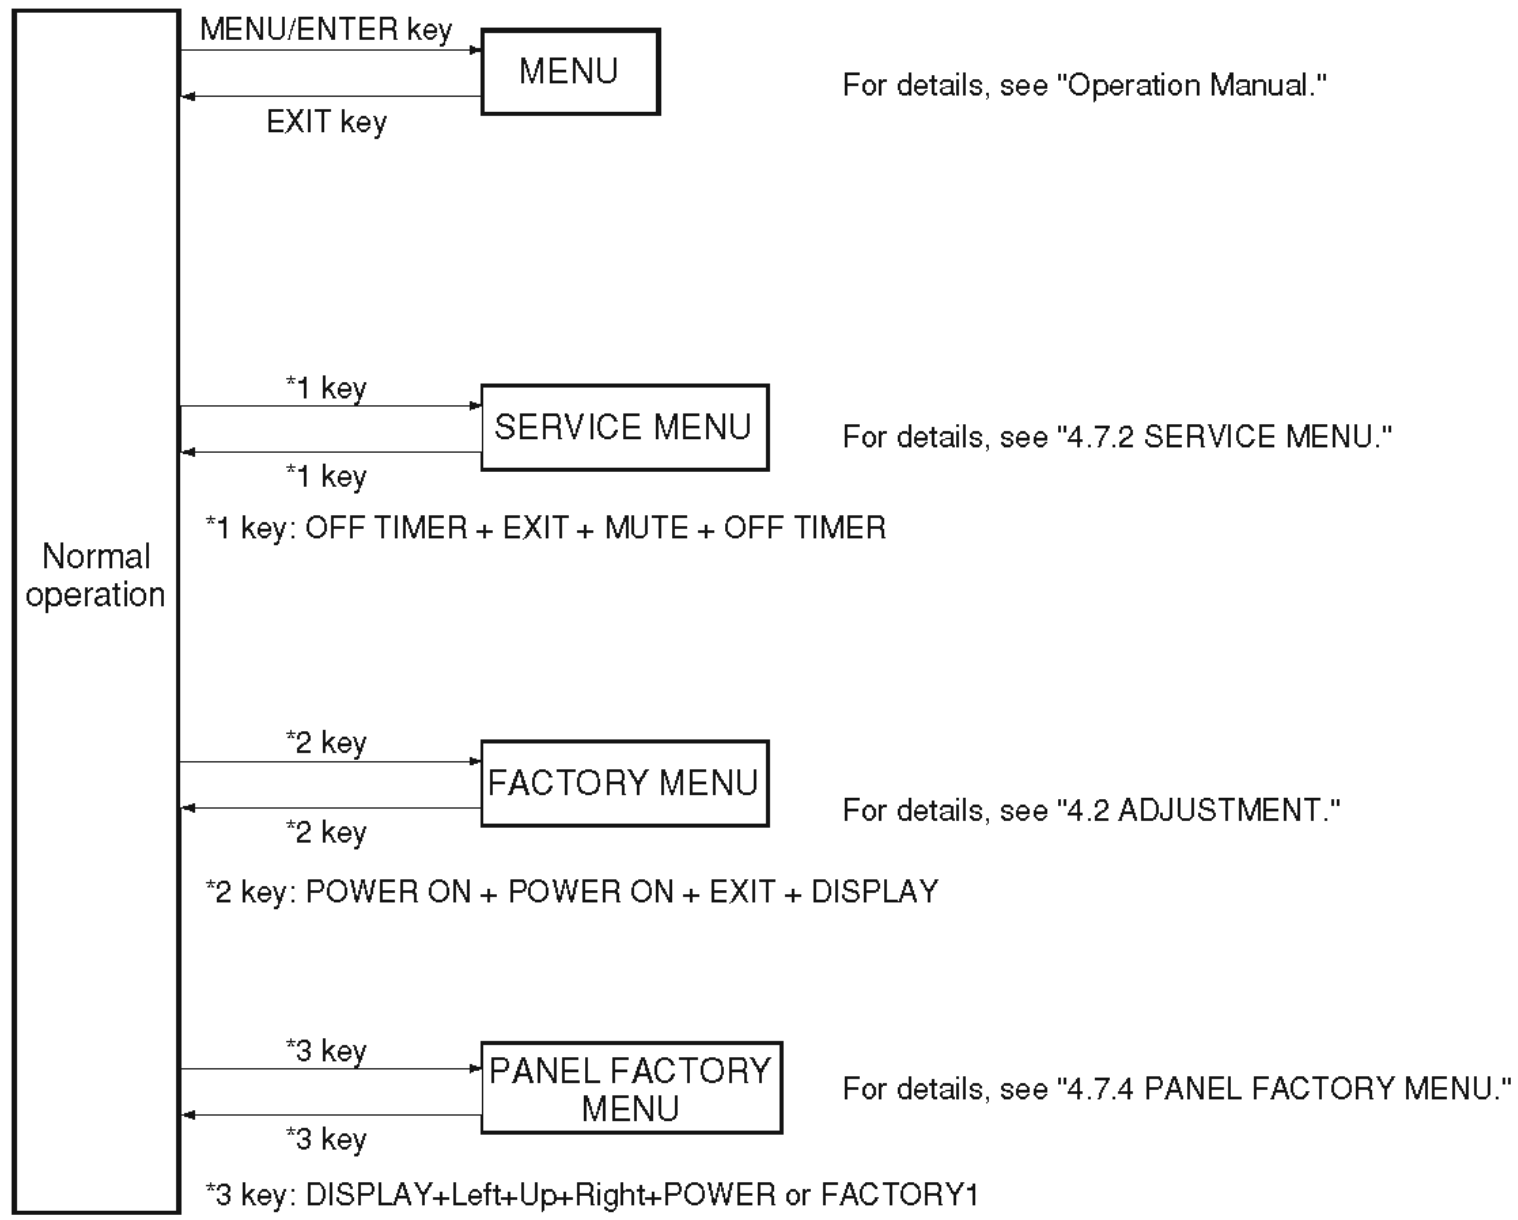 MENU/ENTER key
MENU
For details, see "Operation Manual."
EXIT key
*1 key
SERVICE MENU
For details, see "4.7.2 SERVICE MENU."
*1 key
*1 key: OFF TIMER + EXIT + MUTE + OFF TIMER
Normal
operation
*2 key
FACTORY MENU
For details, see "4.2 ADJUSTMENT."
*2 key
*2 key: POWER ON + POWER ON + EXIT + DISPLAY
*3 key
PANEL FACTORY
MENU
For details, see "4.7.4 PANEL FACTORY MENU."
*3 key
*3 key: DISPLAY+Left+Up+Right+POWER or FACTORY1